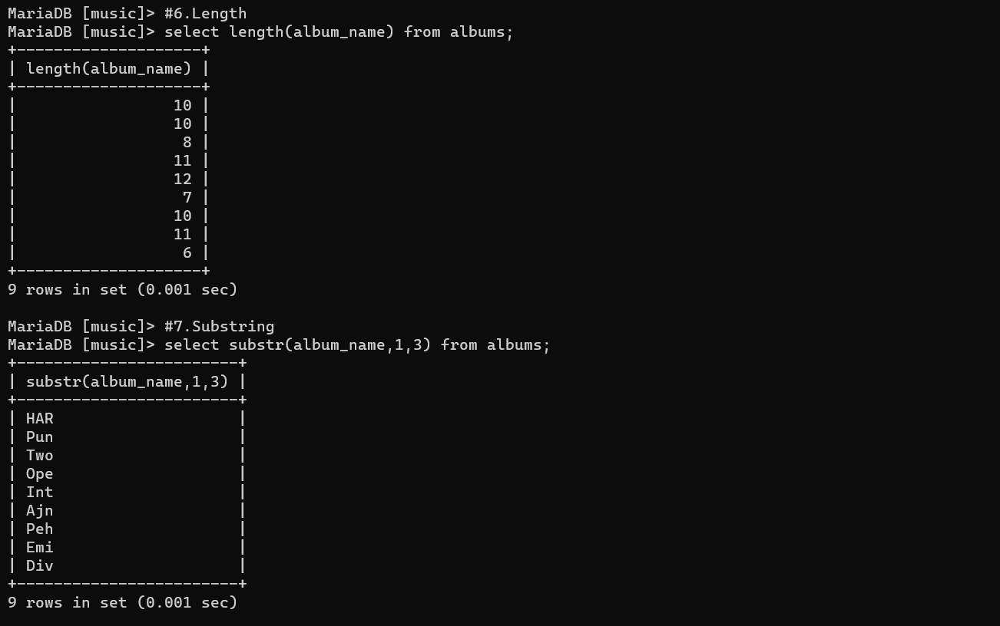 MariaDB [music]> #6.Length
MariaDB [music]> select length(album_name) from albums;
+--------------------+
| length(album_name) |
+--------------------+
|                 10 |
|                 10 |
|                  8 |
|                 11 |
|                 12 |
|                  7 |
|                 10 |
|                 11 |
|                  6 |
+--------------------+
9 rows in set (0.001 sec)

MariaDB [music]> #7.Substring
MariaDB [music]> select substr(album_name,1,3) from albums;
+------------------------+
| substr(album_name,1,3) |
+------------------------+
| HAR                    |
| Pun                    |
| Two                    |
| Ope                    |
| Int                    |
| Ajn                    |
| Peh                    |
| Emi                    |
| Div                    |
+------------------------+
9 rows in set (0.001 sec)